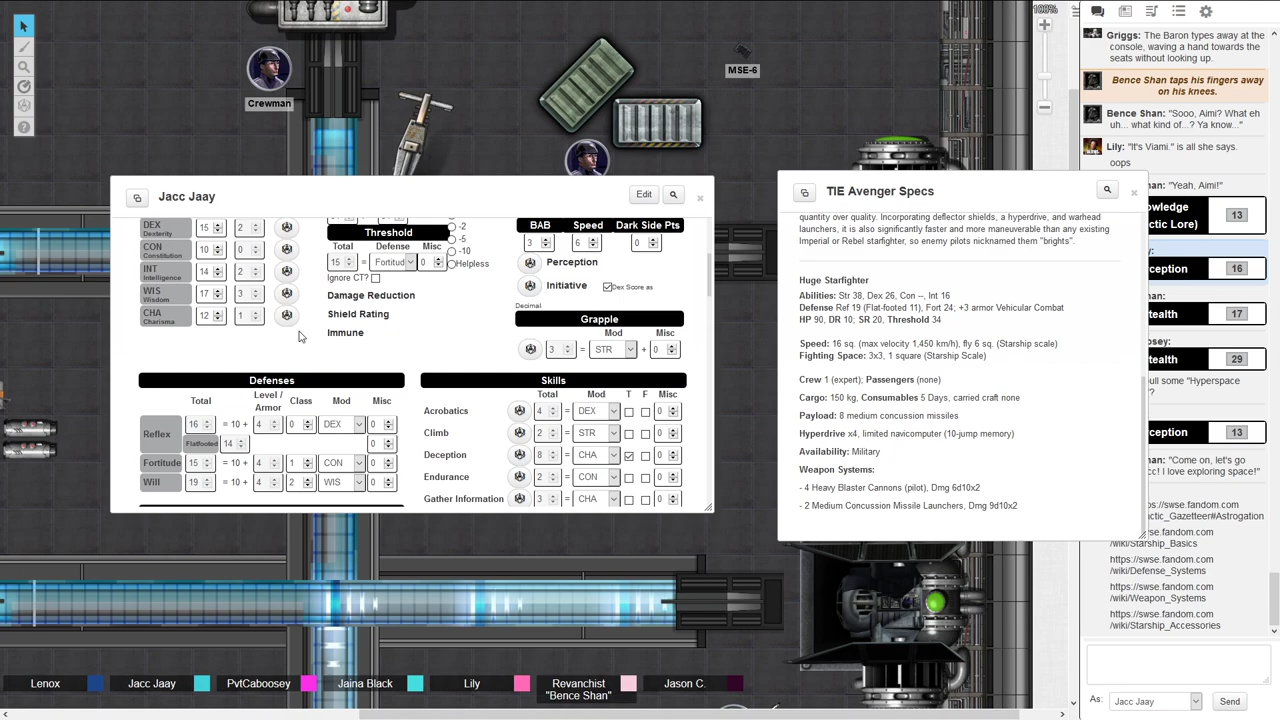 Crewman
MSE-6
100%
Jacc Jaay
Edit
DEX
Dexterity
15
2
CON
Constitution
10
0
INT
Intelligence
14
2
WIS
Wisdom
17
3
CHA
Charisma
12
1
Threshold
Total Defense Misc
15 = Fortitud 0
Ignore CT?
-2
-5
-10
Helpless
Damage Reduction
Shield Rating
Immune
BAB Speed Dark Side Pts
3 6 0
Perception
Initiative
Dex Score as
Decimal
Grapple
Mod Misc
3 = STR + 0
Defenses
Total Level / Armor Class Mod Misc
Reflex 16 = 10 + 4 0 DEX 0
Flatfooted 14 0
Fortitude 15 = 10 + 4 1 CON 0
Will 19 = 10 + 4 2 WIS 0
Skills
Total Mod T F Misc
Acrobatics 4 = DEX 0
Climb 2 = STR 0
Deception 8 = CHA 0
Endurance 2 = CON 0
Gather Information 3 = CHA 0
TIE Avenger Specs
quantity over quality. Incorporating deflector shields, a hyperdrive, and warhead
launchers, it is also significantly faster and more maneuverable than any existing
Imperial or Rebel starfighter, so enemy pilots nicknamed them "brights".
Huge Starfighter
Abilities: Str 38, Dex 26, Con --, Int 16
Defense Ref 19 (Flat-footed 11), Fort 24; +3 armor Vehicular Combat
HP 90, DR 10; SR 20, Threshold 34
Speed: 16 sq. (max velocity 1,450 km/h), fly 6 sq. (Starship scale)
Fighting Space: 3x3, 1 square (Starship Scale)
Crew 1 (expert); Passengers (none)
Cargo: 150 kg, Consumables 5 Days, carried craft none
Payload: 8 medium concussion missiles
Hyperdrive x4, limited navicomputer (10-jump memory)
Availability: Military
Weapon Systems:
- 4 Heavy Blaster Cannons (pilot), Dmg 6d10x2
- 2 Medium Concussion Missile Launchers, Dmg 9d10x2
Griggs: The Baron types away at the
console, waving a hand towards the
seats without looking up.
Bence Shan taps his fingers away
on his knees.
Bence Shan: "Sooo, Aimi? What eh
uh... what kind of...? Ya know..."
Lily: "It's Viami." is all she says.
oops
man: "Yeah, Aimi!"
nowledge
ctic Lore)
13
y:
rception
16
man:
ealth
17
osey:
ealth
29
ull some "Hyperspace
?
rception
13
man: "Come on, let's go
cc! I love exploring space!"
swse.fandom.com
actic_Gazetteer#Astrogation
swse.fandom.com
/wiki/Starship_Basics
https://swse.fandom.com
/wiki/Defense_Systems
https://swse.fandom.com
/wiki/Weapon_Systems
https://swse.fandom.com
/wiki/Starship_Accessories
As: Jacc Jaay Send
Lenox
Jacc Jaay
PvtCaboosey
Jaina Black
Lily
Revanchist
"Bence Shan"
Jason C.